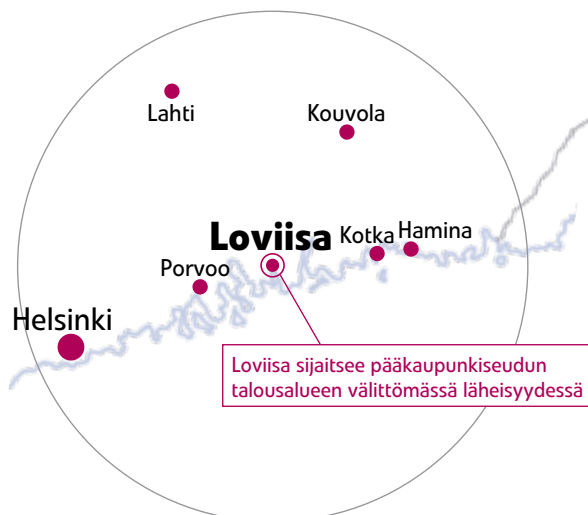 Lahti
Kouvola
Loviisa
Kotka
Hamina
Porvoo
Helsinki
Loviisa sijaitsee pääkaupunkiseudun
talousalueen välittömässä läheisyydessä